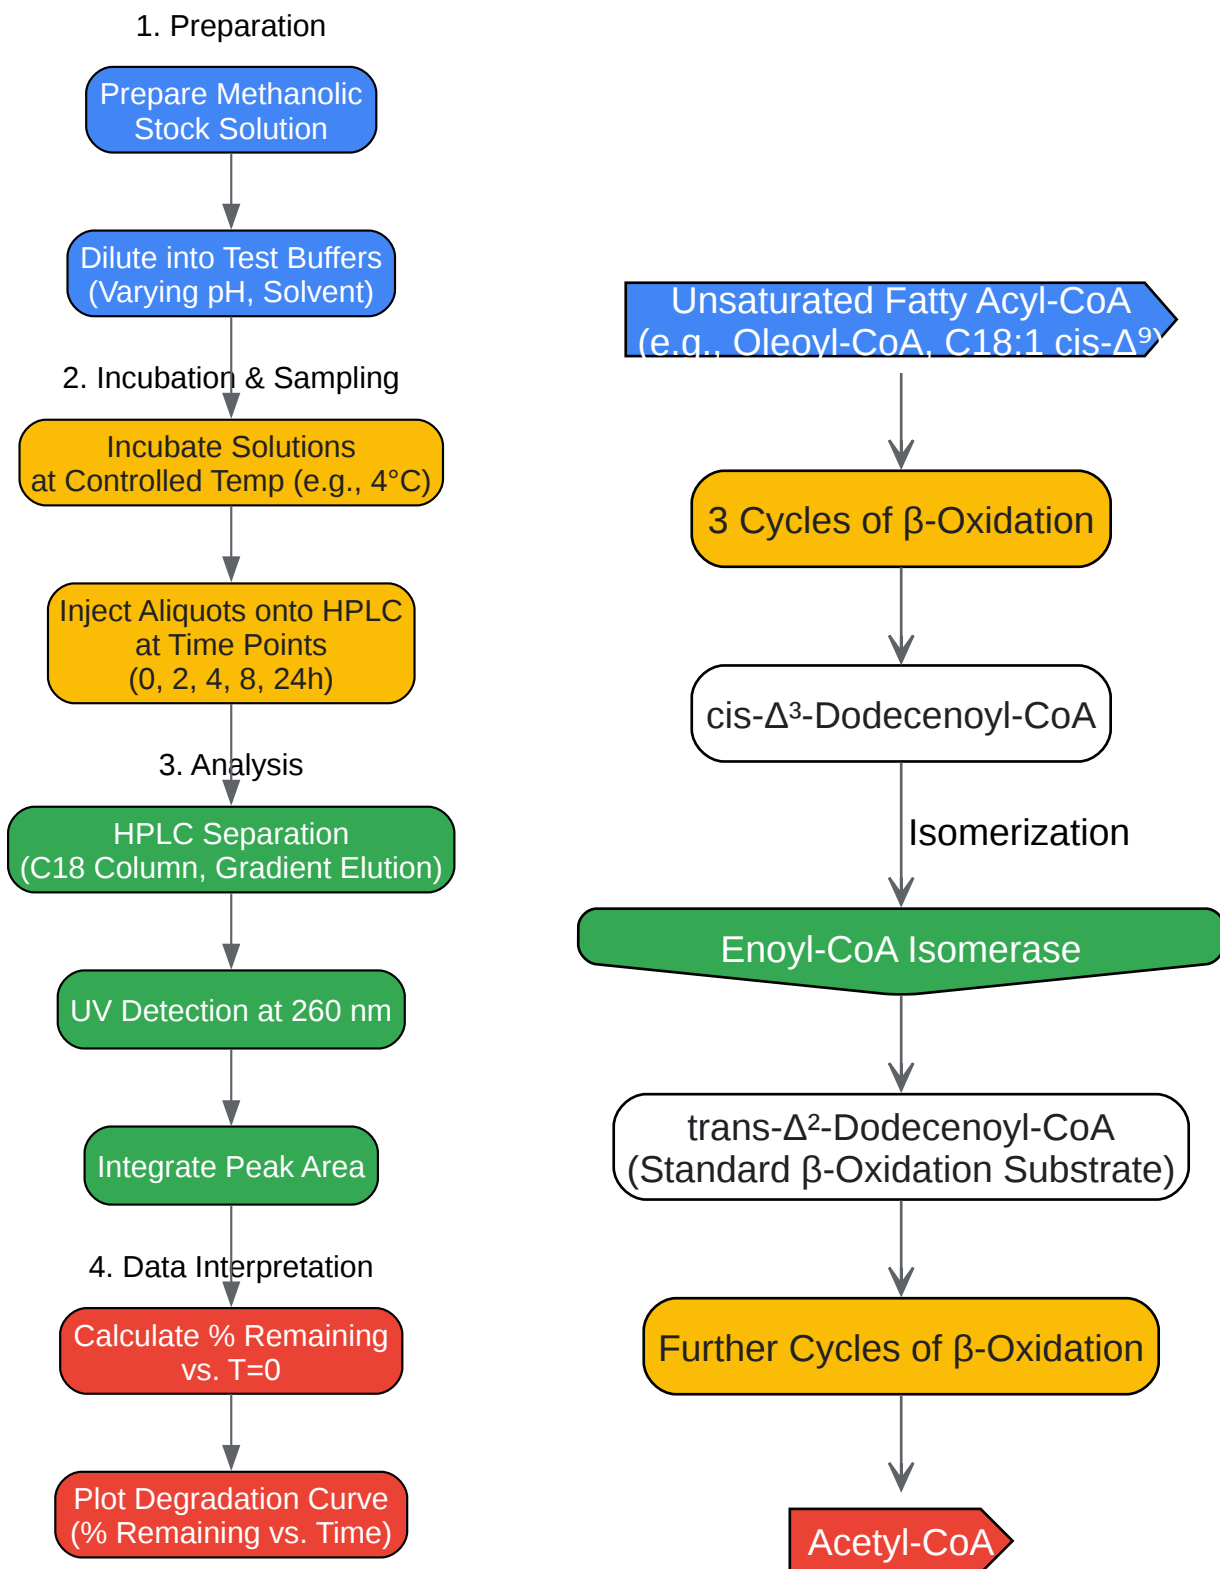 1. Preparation
Prepare Methanolic
Stock Solution
Dilute into Test Buffers
(Varying pH, Solvent)
2. Incubation & Sampling
Incubate Solutions
at Controlled Temp (e.g., 4°C)
Inject Aliquots onto HPLC
at Time Points
(0, 2, 4, 8, 24h)
3. Analysis
HPLC Separation
(C18 Column, Gradient Elution)
UV Detection at 260 nm
Integrate Peak Area
4. Data Interpretation
Calculate % Remaining
vs. T=0
Plot Degradation Curve
(% Remaining vs. Time)
Unsaturated Fatty Acyl-CoA
(e.g., Oleoyl-CoA, C18:1 cis-Δ⁹)
3 Cycles of β-Oxidation
cis-Δ³-Dodecenoyl-CoA
Isomerization
Enoyl-CoA Isomerase
trans-Δ²-Dodecenoyl-CoA
(Standard β-Oxidation Substrate)
Further Cycles of β-Oxidation
Acetyl-CoA